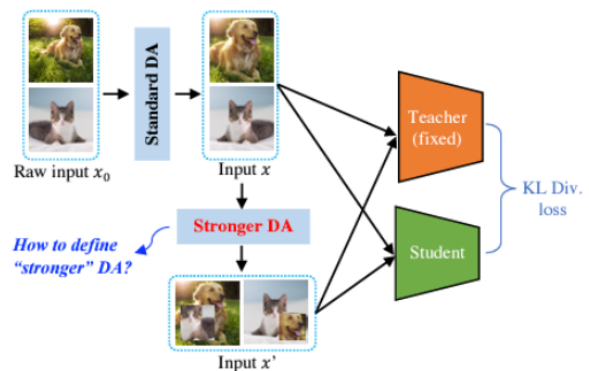 Standard DA
Raw input x₀
Input x
Stronger DA
How to define
“stronger” DA?
Input x’
Teacher
(fixed)
Student
KL Div.
loss